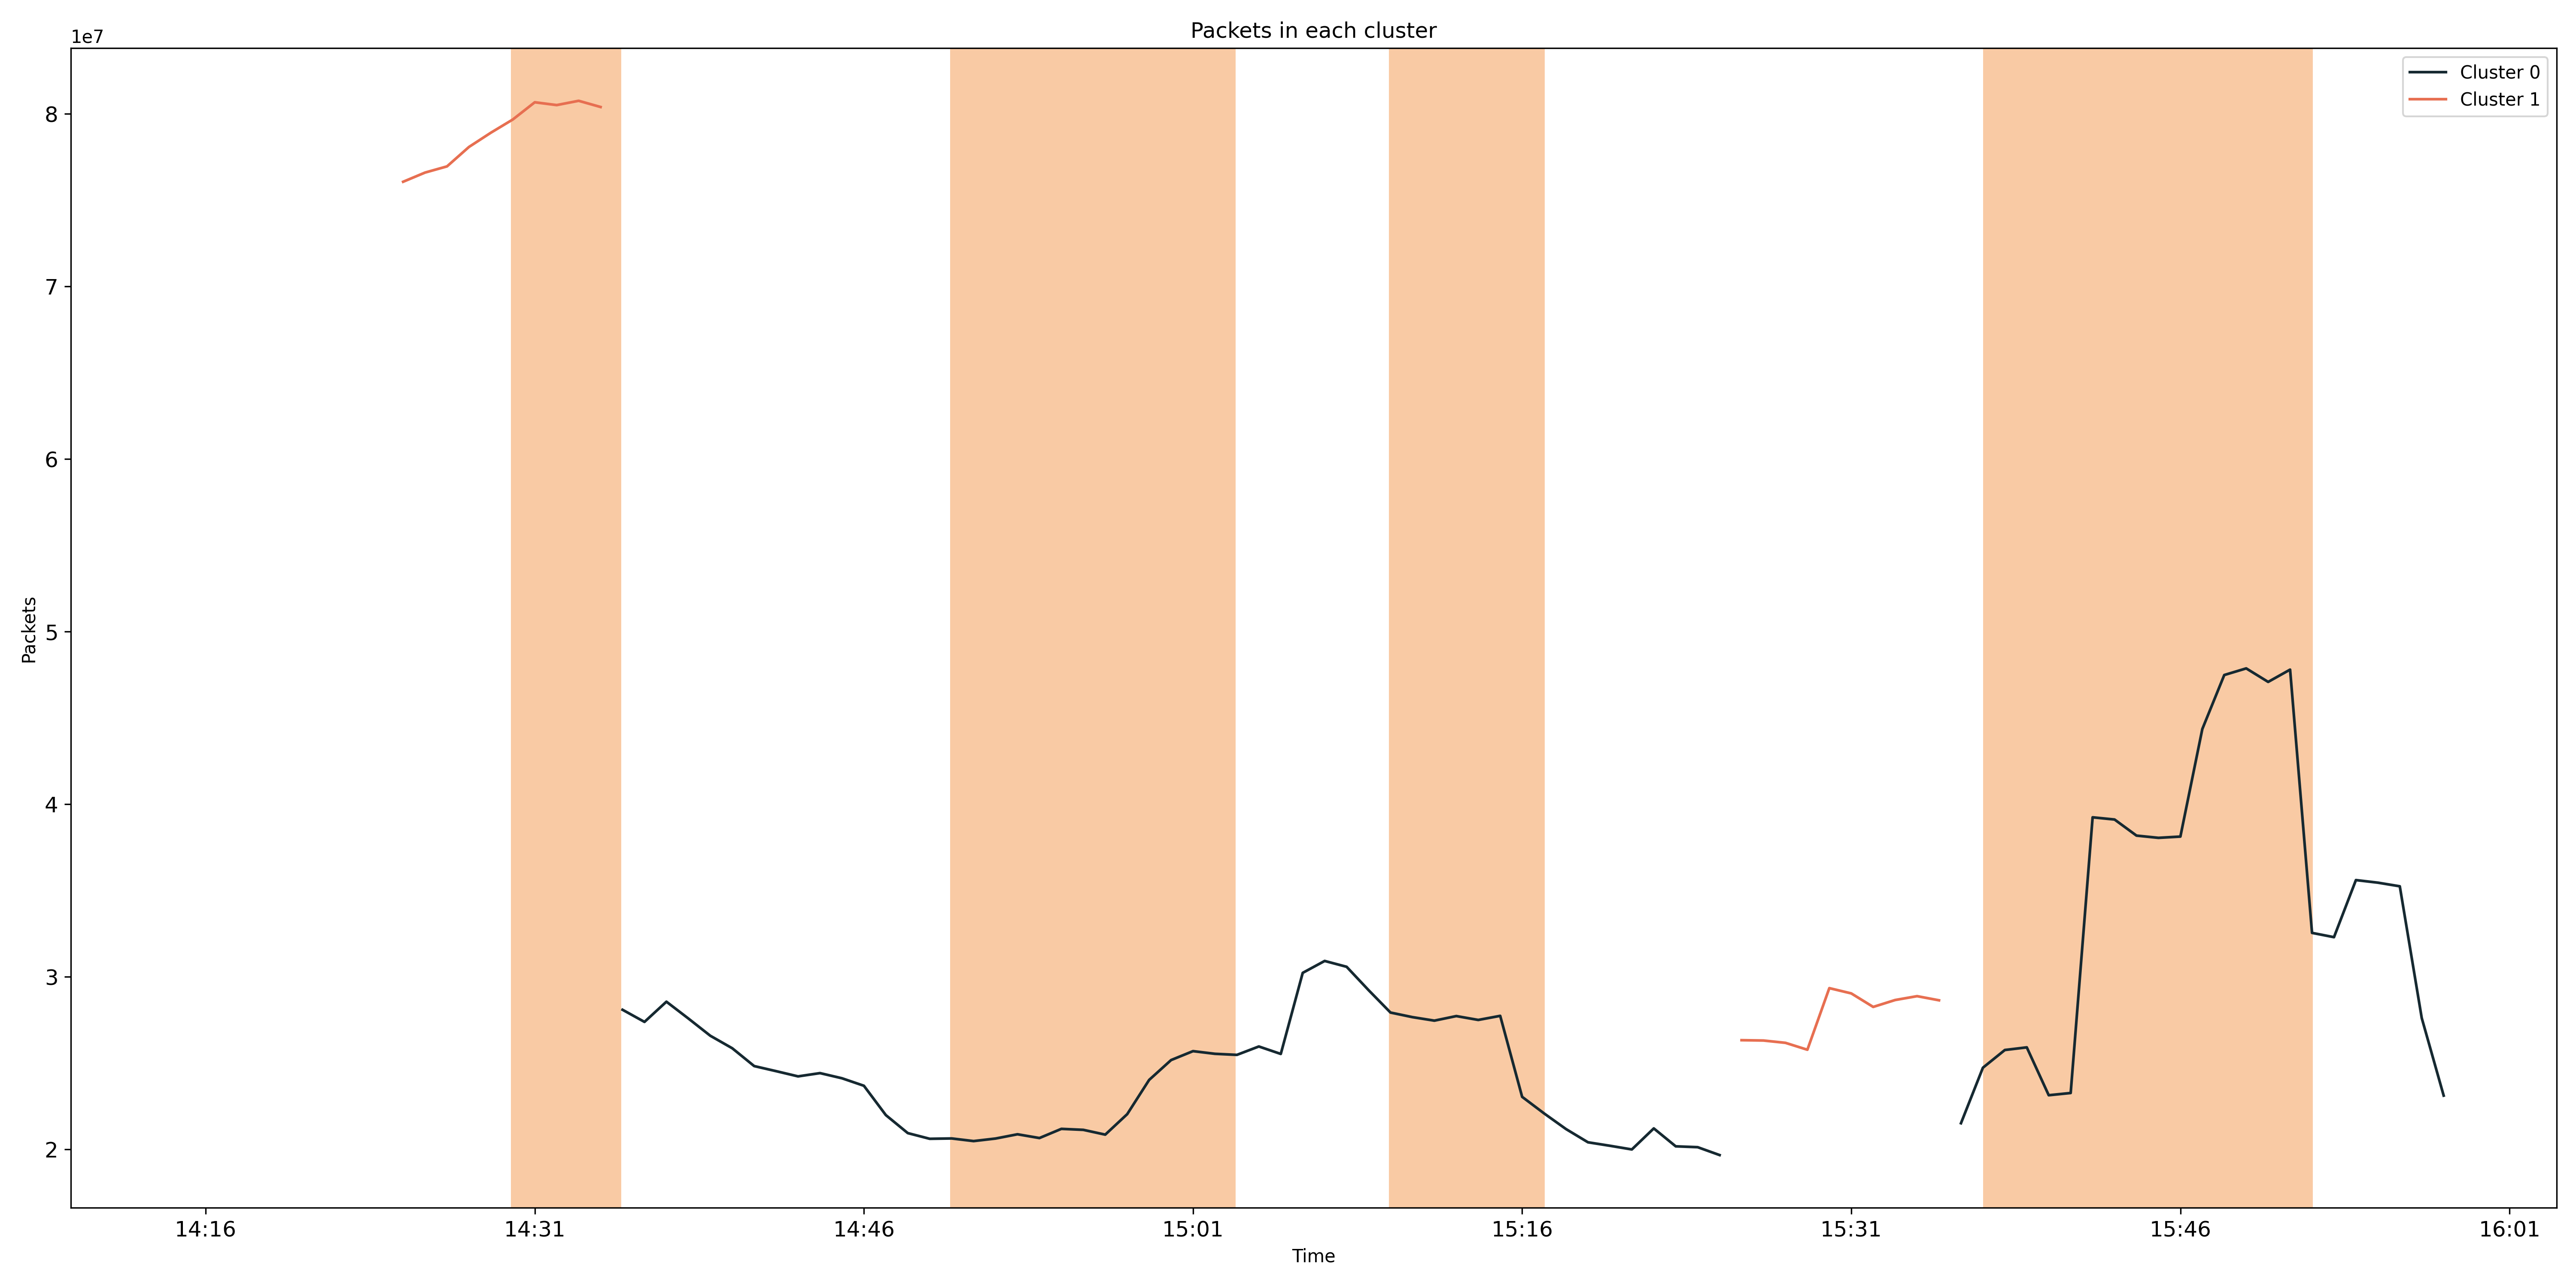 Packets in each cluster
1e7
Cluster 0
Cluster 1
8
7
6
5
4
3
2
Packets
14:16 14:31 14:46 15:01 15:16 15:31 15:46 16:01
Time